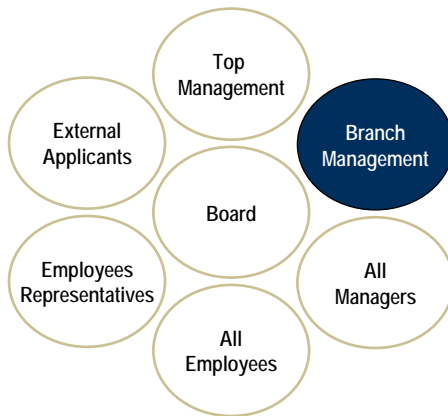 Top
Management
External
Applicants
Branch
Management
Board
Employees
Representatives
All
Managers
All
Employees